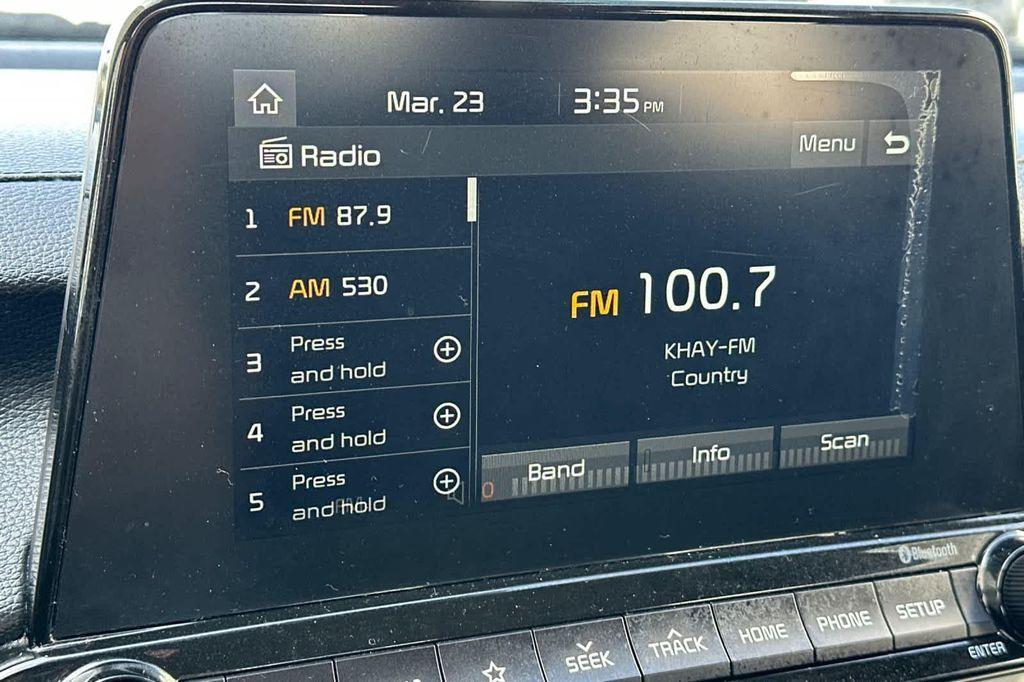 Mar. 23 3:35 PM
Radio Menu
1 FM 87.9
2 AM 530
3 Press and hold
4 Press and hold
5 Press and hold
FM 100.7
KHAY-FM
Country
Band Info Scan
0
Bluetooth
SEEK TRACK HOME PHONE SETUP
ENTER